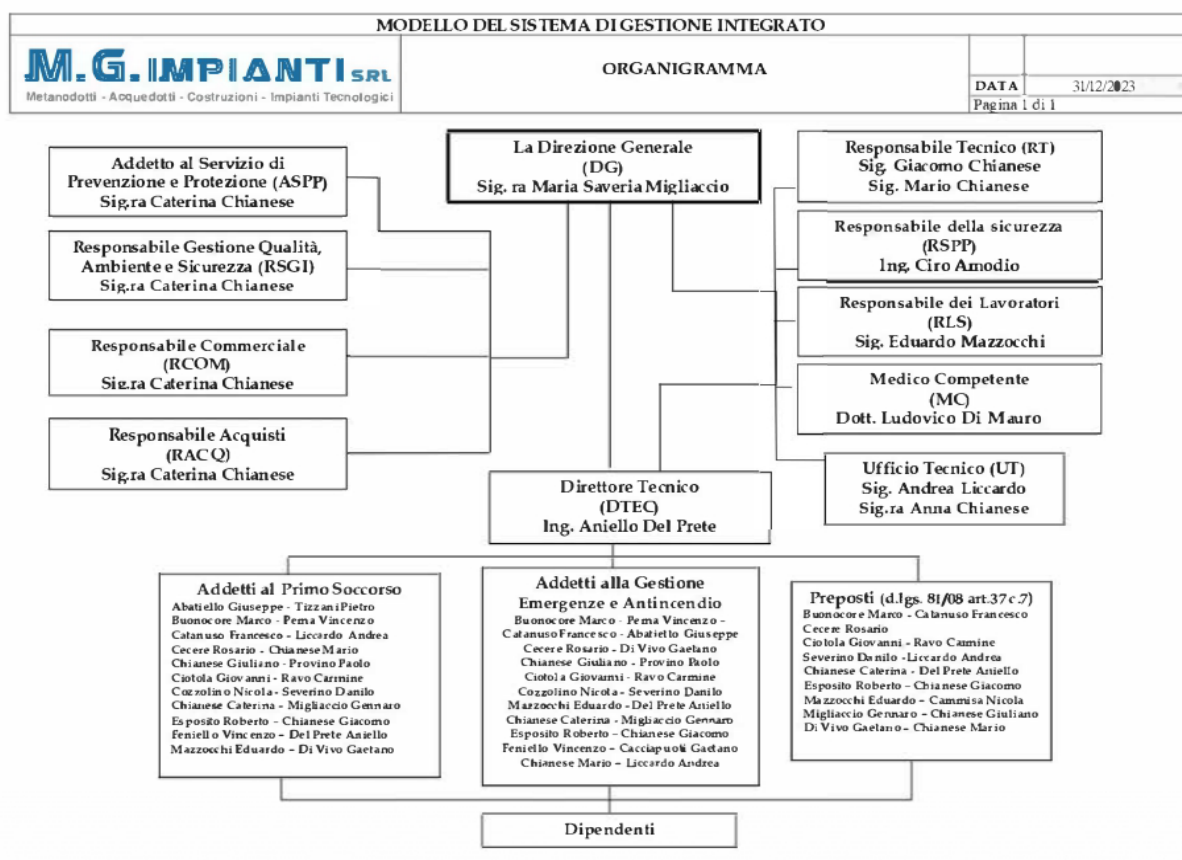 MODELLO DEL SISTEMA DI GESTIONE INTEGRATO
M.G. IMPIANTI SRL
Metanodotti - Acquedotti - Costruzioni - Impianti Tecnologici
ORGANIGRAMMA
DATA 31/12/2023
Pagina 1 di 1
La Direzione Generale
(DG)
Sig. ra Maria Saveria Migliaccio
Addetto al Servizio di
Prevenzione e Protezione (ASPP)
Sig.ra Caterina Chianese
Responsabile Gestione Qualità,
Ambiente e Sicurezza (RSGI)
Sig.ra Caterina Chianese
Responsabile Commerciale
(RCOM)
Sig.ra Caterina Chianese
Responsabile Acquisti
(RACQ)
Sig.ra Caterina Chianese
Responsabile Tecnico (RT)
Sig. Giacomo Chianese
Sig. Mario Chianese
Responsabile della sicurezza
(RSPP)
Ing. Ciro Amodio
Responsabile dei Lavoratori
(RLS)
Sig. Eduardo Mazzocchi
Medico Competente
(MC)
Dott. Ludovico Di Mauro
Ufficio Tecnico (UT)
Sig. Andrea Liccardo
Sig.ra Anna Chianese
Direttore Tecnico
(DTEC)
Ing. Aniello Del Prete
Addetti al Primo Soccorso
Abatiello Giuseppe - Tizzani Pietro
Buonocore Marco - Perna Vincenzo
Catanuso Francesco - Liccardo Andrea
Cecere Rosario - Chianese Mario
Chianese Giuliano - Provino Paolo
Ciotola Giovanni - Ravo Carmine
Cozzolino Nicola - Severino Danilo
Chianese Caterina - Migliaccio Gennaro
Esposito Roberto - Chianese Giacomo
Feniello Vincenzo - Del Prete Aniello
Mazzocchi Eduardo - Di Vivo Gaetano
Addetti alla Gestione
Emergenze e Antincendio
Buonocore Marco - Perna Vincenzo -
Catanuso Francesco - Abatietto Giuseppe
Cecere Rosario - Di Vivo Gaetano
Chianese Giuliano - Provino Paolo
Ciotola Giovanni - Ravo Carmine
Cozzolino Nicola - Severino Danilo
Mazzocchi Eduardo - Del Prete Aniello
Chianese Caterina - Migliaccio Gennaro
Esposito Roberto - Chianese Giacomo
Feniello Vincenzo - Cacciapuoti Gaetano
Chianese Mario - Liccardo Andrea
Preposti (d.lgs. 81/08 art.37 c.7)
Buonocore Marco - Catanuso Francesco
Cecere Rosario
Ciotola Giovanni - Ravo Carmine
Severino Danilo - Liccardo Andrea
Chianese Caterina - Del Prete Aniello
Esposito Roberto - Chianese Giacomo
Mazzocchi Eduardo - Cammisa Nicola
Migliaccio Gennaro - Chianese Giuliano
Di Vivo Gaetano - Chianese Mario
Dipendenti